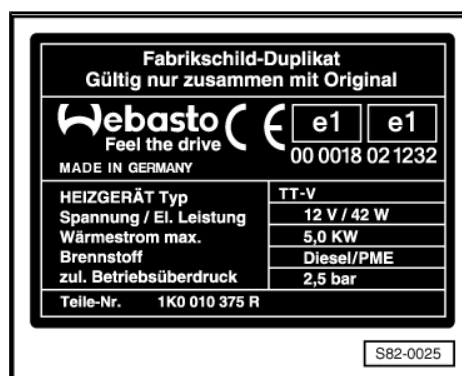 Fabrikschild-Duplikat
Gültig nur zusammen mit Original
Webasto CE e1 e1
Feel the drive
00 0018 02 1232
MADE IN GERMANY
HEIZGERÄT Typ TT-V
Spannung / El. Leistung 12 V / 42 W
Wärmestrom max. 5,0 KW
Brennstoff Diesel/PME
zul. Betriebsüberdruck 2,5 bar
Teile-Nr. 1K0 010 375 R
S82-0025